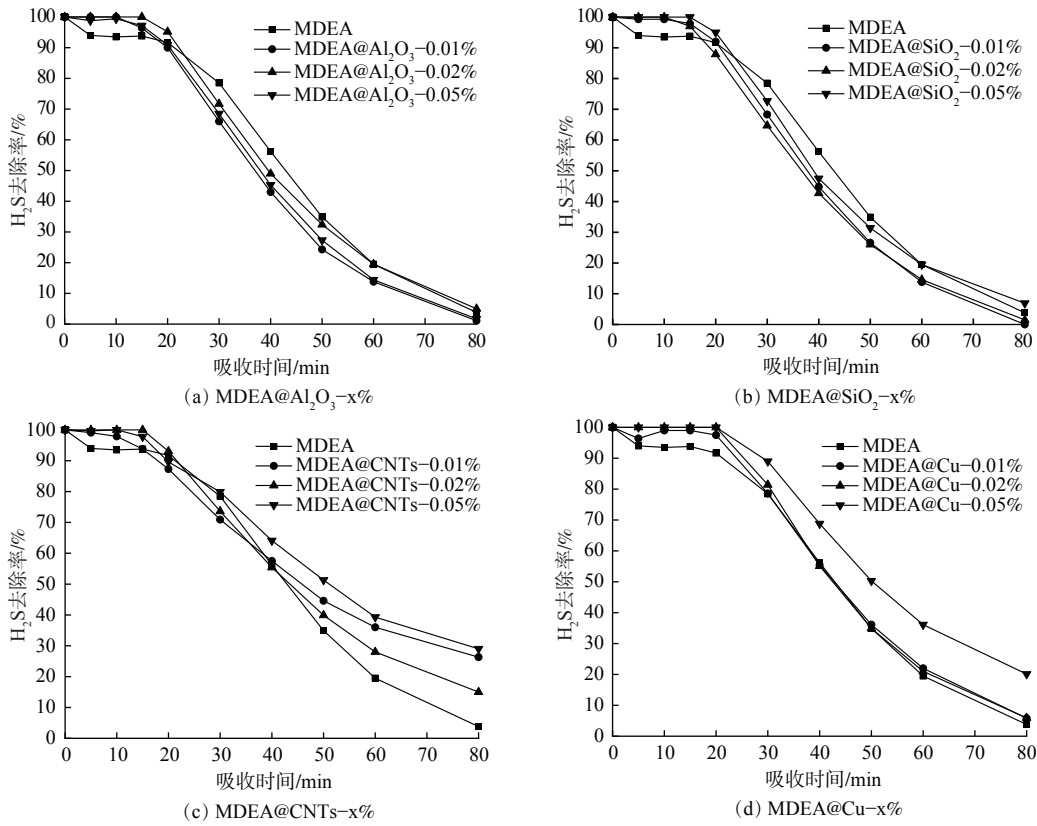 100
90
80
70
60
50
40
30
20
10
0
H₂S去除率/%
MDEA
MDEA@Al₂O₃−0.01%
MDEA@Al₂O₃−0.02%
MDEA@Al₂O₃−0.05%
0 10 20 30 40 50 60 70 80
吸收时间/min
(a) MDEA@Al₂O₃−x%
100
90
80
70
60
50
40
30
20
10
0
H₂S去除率/%
MDEA
MDEA@SiO₂−0.01%
MDEA@SiO₂−0.02%
MDEA@SiO₂−0.05%
0 10 20 30 40 50 60 70 80
吸收时间/min
(b) MDEA@SiO₂−x%
100
90
80
70
60
50
40
30
20
10
0
H₂S去除率/%
MDEA
MDEA@CNTs−0.01%
MDEA@CNTs−0.02%
MDEA@CNTs−0.05%
0 10 20 30 40 50 60 70 80
吸收时间/min
(c) MDEA@CNTs−x%
100
90
80
70
60
50
40
30
20
10
0
H₂S去除率/%
MDEA
MDEA@Cu−0.01%
MDEA@Cu−0.02%
MDEA@Cu−0.05%
0 10 20 30 40 50 60 70 80
吸收时间/min
(d) MDEA@Cu−x%